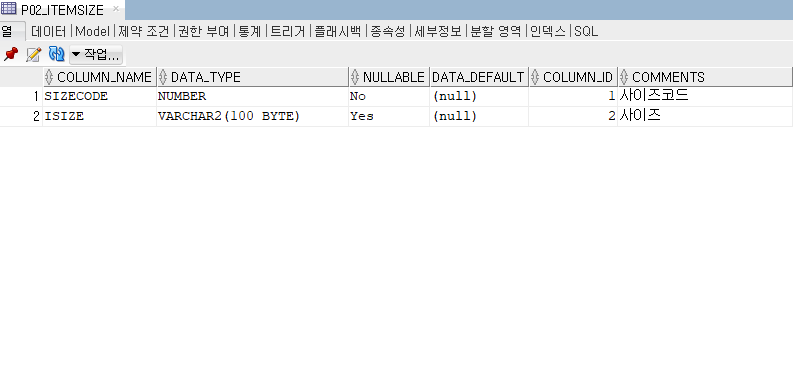 P02_ITEMSIZE
열 데이터 Model 제약 조건 권한 부여 통계 트리거 플래시백 종속성 세부정보 분할 영역 인덱스 SQL
작업...
COLUMN_NAME DATA_TYPE NULLABLE DATA_DEFAULT COLUMN_ID COMMENTS
1 SIZECODE NUMBER No (null) 1 사이즈코드
2 ISIZE VARCHAR2(100 BYTE) Yes (null) 2 사이즈